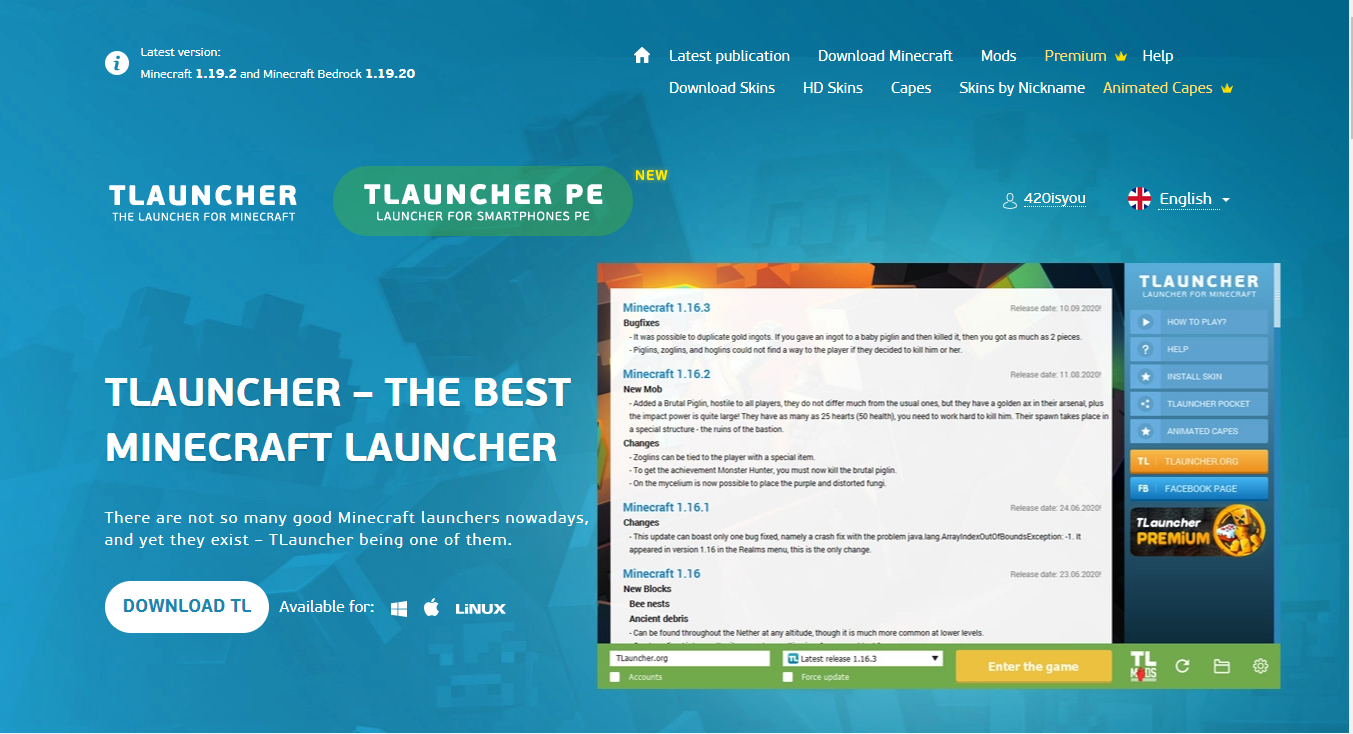 Latest version:
Minecraft 1.19.2 and Minecraft Bedrock 1.19.20
Latest publication Download Minecraft Mods Premium Help
Download Skins HD Skins Capes Skins by Nickname Animated Capes
TLAUNCHER
THE LAUNCHER FOR MINECRAFT
TLAUNCHER PE
LAUNCHER FOR SMARTPHONES PE
NEW
420isyou
English
TLAUNCHER – THE BEST
MINECRAFT LAUNCHER
There are not so many good Minecraft launchers nowadays,
and yet they exist – TLauncher being one of them.
DOWNLOAD TL
Available for:
LiNUX
Minecraft 1.16.3 Release date: 10.09.2020!
Bugfixes
- It was possible to duplicate gold ingots. If you gave an ingot to a baby piglin and then killed it, then you got as much as 2 pieces.
- Piglins, zoglins, and hoglins could not find a way to the player if they decided to kill him or her.
Minecraft 1.16.2 Release date: 11.08.2020!
New Mob
- Added a Brutal Piglin, hostile to all players, they do not differ much from the usual ones, but they have a golden ax in their arsenal, plus
the impact power is quite large! They have as many as 25 hearts (50 health), you need to work hard to kill him. Their spawn takes place in
a special structure - the ruins of the bastion.
Changes
- Zoglins can be tied to the player with a special item.
- To get the achievement Monster Hunter, you must now kill the brutal piglin.
- On the mycelium is now possible to place the purple and distorted fungi.
Minecraft 1.16.1 Release date: 24.06.2020!
Changes
- This update can boast only one bug fixed, namely a crash fix with the problem java.lang.ArrayIndexOutOfBoundsException: -1. It
appeared in version 1.16 in the Realms menu, this is the only change.
Minecraft 1.16 Release date: 23.06.2020!
New Blocks
Bee nests
Ancient debris
- Can be found throughout the Nether at any altitude, though it is much more common at lower levels.
TLAUNCHER
LAUNCHER FOR MINECRAFT
HOW TO PLAY?
HELP
INSTALL SKIN
TLAUNCHER POCKET
ANIMATED CAPES
TL TLAUNCHER.ORG
FB FACEBOOK PAGE
TLauncher
PREMiUM
TLauncher.org
Accounts
TL Latest release 1.16.3
Force update
Enter the game
TL
MODS